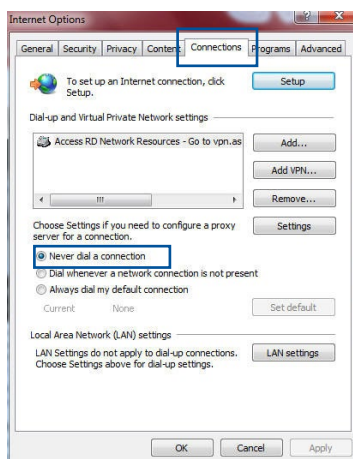 Internet Options
General Security Privacy Content Connections Programs Advanced
To set up an Internet connection, click
Setup.
Setup
Dial-up and Virtual Private Network settings
Access RD Network Resources - Go to vpn.as
Add...
Add VPN...
Remove...
Choose Settings if you need to configure a proxy
server for a connection.
Settings
Never dial a connection
Dial whenever a network connection is not present
Always dial my default connection
Current None
Set default
Local Area Network (LAN) settings
LAN Settings do not apply to dial-up connections.
Choose Settings above for dial-up settings.
LAN settings
OK Cancel Apply